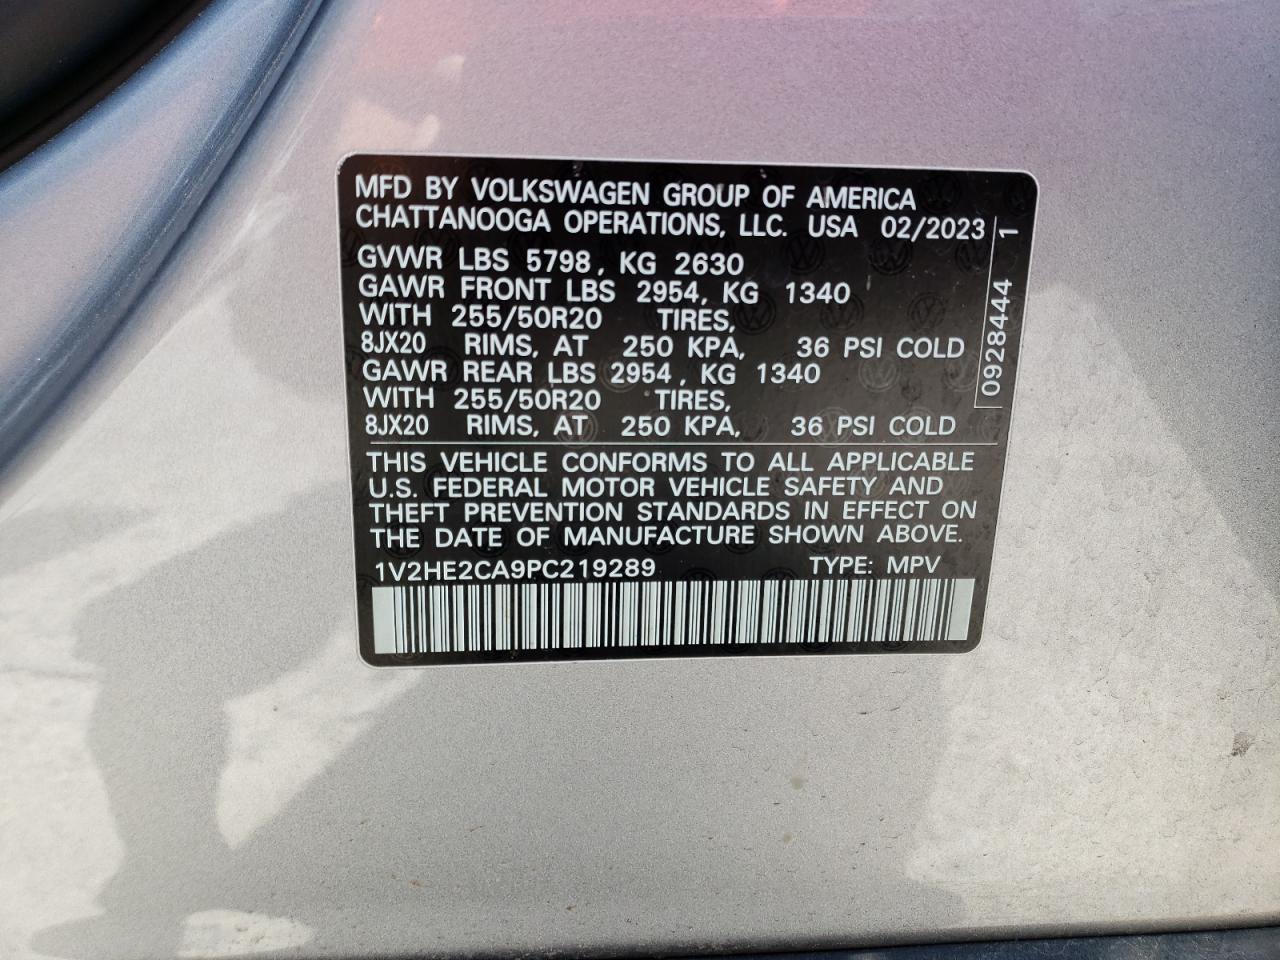 MFD BY VOLKSWAGEN GROUP OF AMERICA
CHATTANOOGA OPERATIONS, LLC. USA 02/2023
GVWR LBS 5798, KG 2630
GAWR FRONT LBS 2954, KG 1340
WITH 255/50R20 TIRES,
8JX20 RIMS, AT 250 KPA, 36 PSI COLD
GAWR REAR LBS 2954, KG 1340
WITH 255/50R20 TIRES,
8JX20 RIMS, AT 250 KPA, 36 PSI COLD
THIS VEHICLE CONFORMS TO ALL APPLICABLE
U.S. FEDERAL MOTOR VEHICLE SAFETY AND
THEFT PREVENTION STANDARDS IN EFFECT ON
THE DATE OF MANUFACTURE SHOWN ABOVE.
1V2HE2CA9PC219289 TYPE: MPV
0928444 1